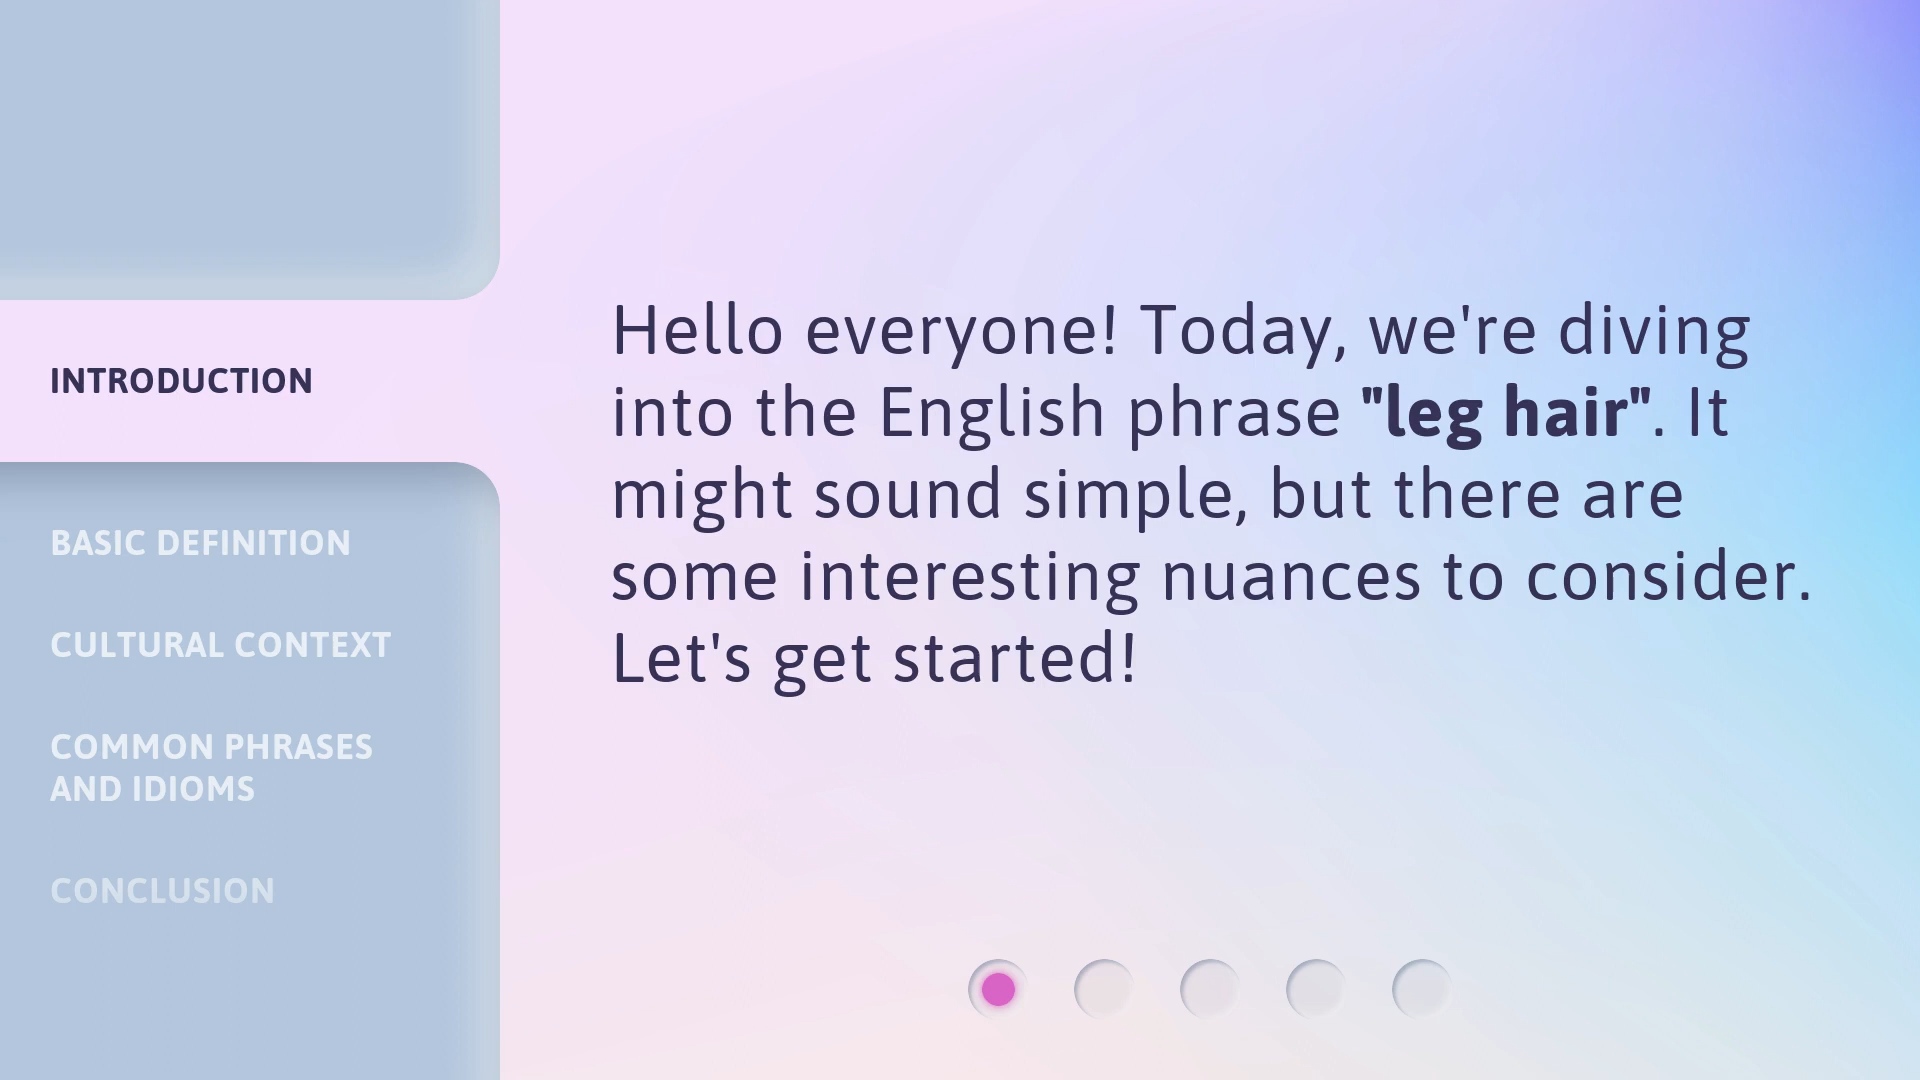 INTRODUCTION
BASIC DEFINITION
CULTURAL CONTEXT
COMMON PHRASES
AND IDIOMS
CONCLUSION
Hello everyone! Today, we're diving
into the English phrase "leg hair". It
might sound simple, but there are
some interesting nuances to consider.
Let's get started!